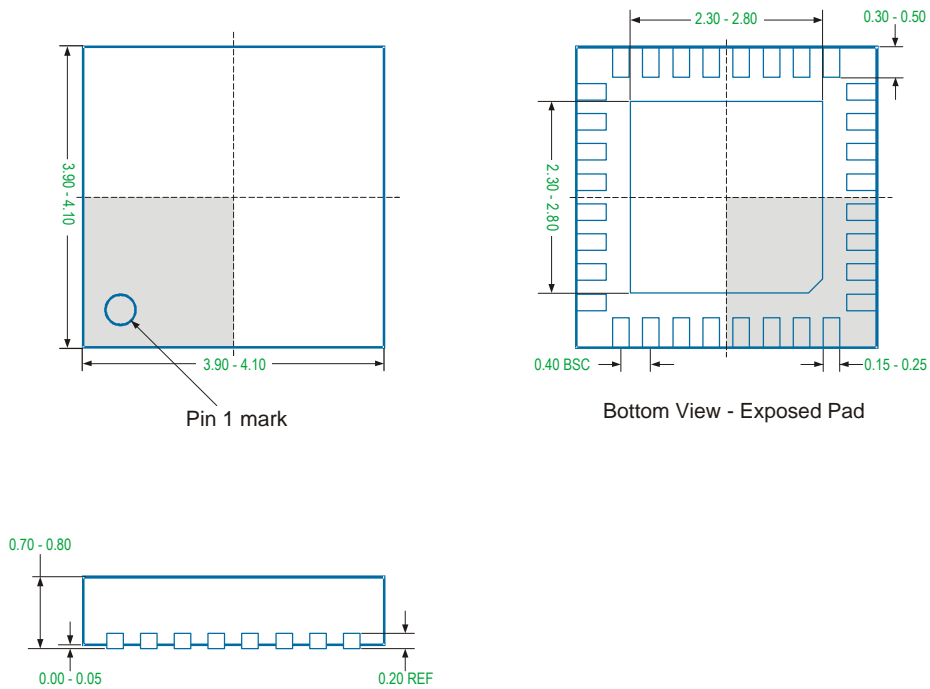 2.30 - 2.80
0.30 - 0.50
3.90 - 4.10
2.30 - 2.80
3.90 - 4.10
0.40 BSC
0.15 - 0.25
Pin 1 mark
Bottom View - Exposed Pad
0.70 - 0.80
0.00 - 0.05
0.20 REF